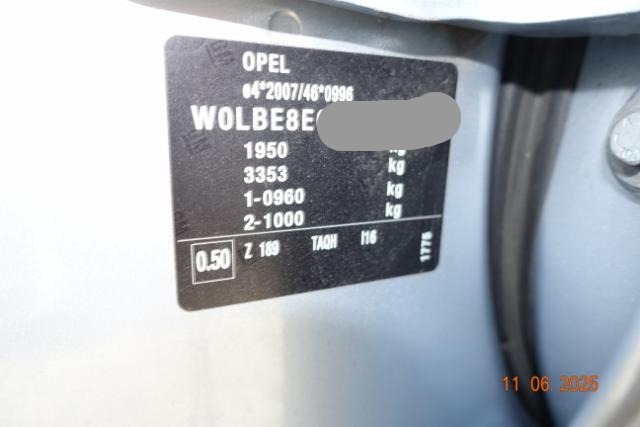 OPEL
e4*2007/46*0996
W0LBE8E
1950 kg
3353 kg
1-0960 kg
2-1000 kg
0.50 Z 189 TAQH I16
1775
11 06 2025